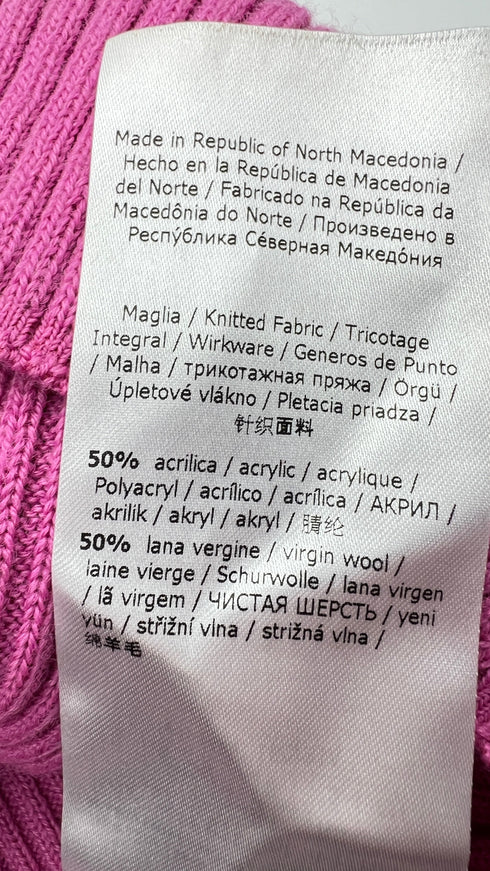 Made in Republic of North Macedonia /
Hecho en la República de Macedonia
del Norte / Fabricado na República da
Macedônia do Norte / Произведено в
Респу́блика Се́верная Македо́ния
Maglia / Knitted Fabric / Tricotage
Integral / Wirkware / Generos de Punto
/ Malha / трикотажная пряжа / Örgü /
Úpletové vlákno / Pletacia priadza /
针织面料
50% acrilica / acrylic / acrylique /
Polyacryl / acrílico / acrílica / АКРИЛ /
akrilik / akryl / akryl / 腈纶
50% lana vergine / virgin wool /
laine vierge / Schurwolle / lana virgen
/ lã virgem / ЧИСТАЯ ШЕРСТЬ / yeni
yün / střižní vlna / strižná vlna /
绵羊毛